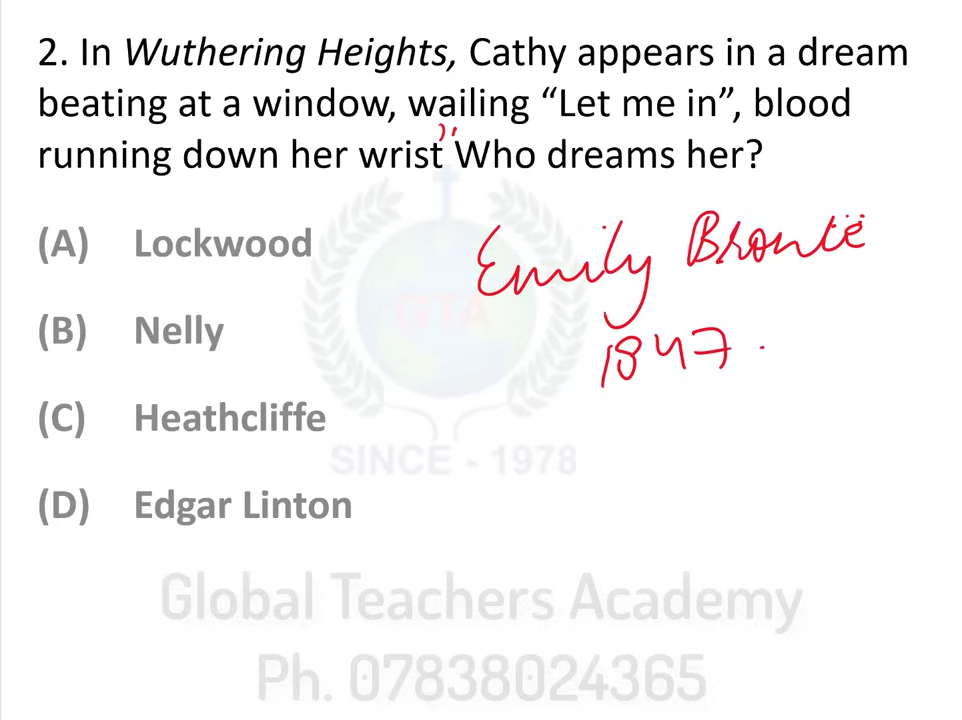 2. In Wuthering Heights, Cathy appears in a dream
beating at a window, wailing “Let me in”, blood
running down her wrist Who dreams her?
(A) Lockwood
(B) Nelly
(C) Heathcliffe
(D) Edgar Linton
Emily Brontë
1847.
GTA
SINCE - 1978
Global Teachers Academy
Ph. 07838024365